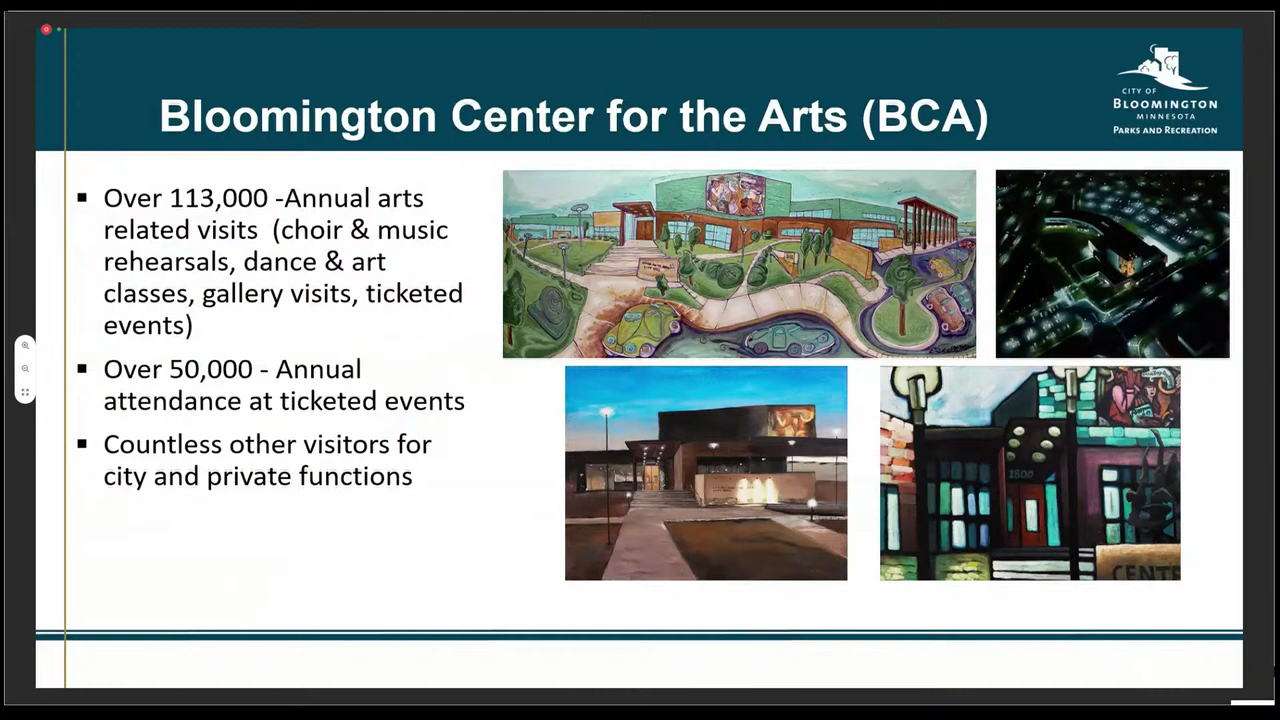 Bloomington Center for the Arts (BCA)
CITY OF
BLOOMINGTON
MINNESOTA
PARKS AND RECREATION
▪ Over 113,000 -Annual arts
related visits (choir & music
rehearsals, dance & art
classes, gallery visits, ticketed
events)
▪ Over 50,000 - Annual
attendance at ticketed events
▪ Countless other visitors for
city and private functions
1800
CENTE